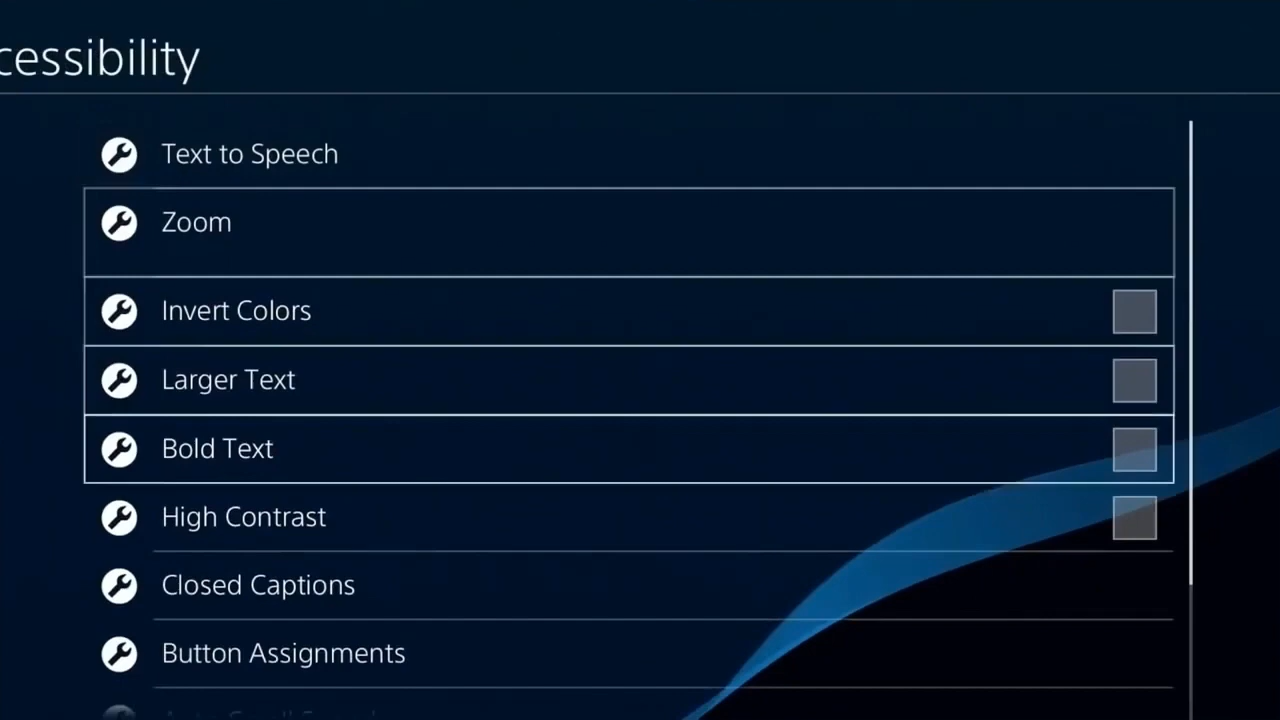 cessibility
Text to Speech
Zoom
Invert Colors
Larger Text
Bold Text
High Contrast
Closed Captions
Button Assignments